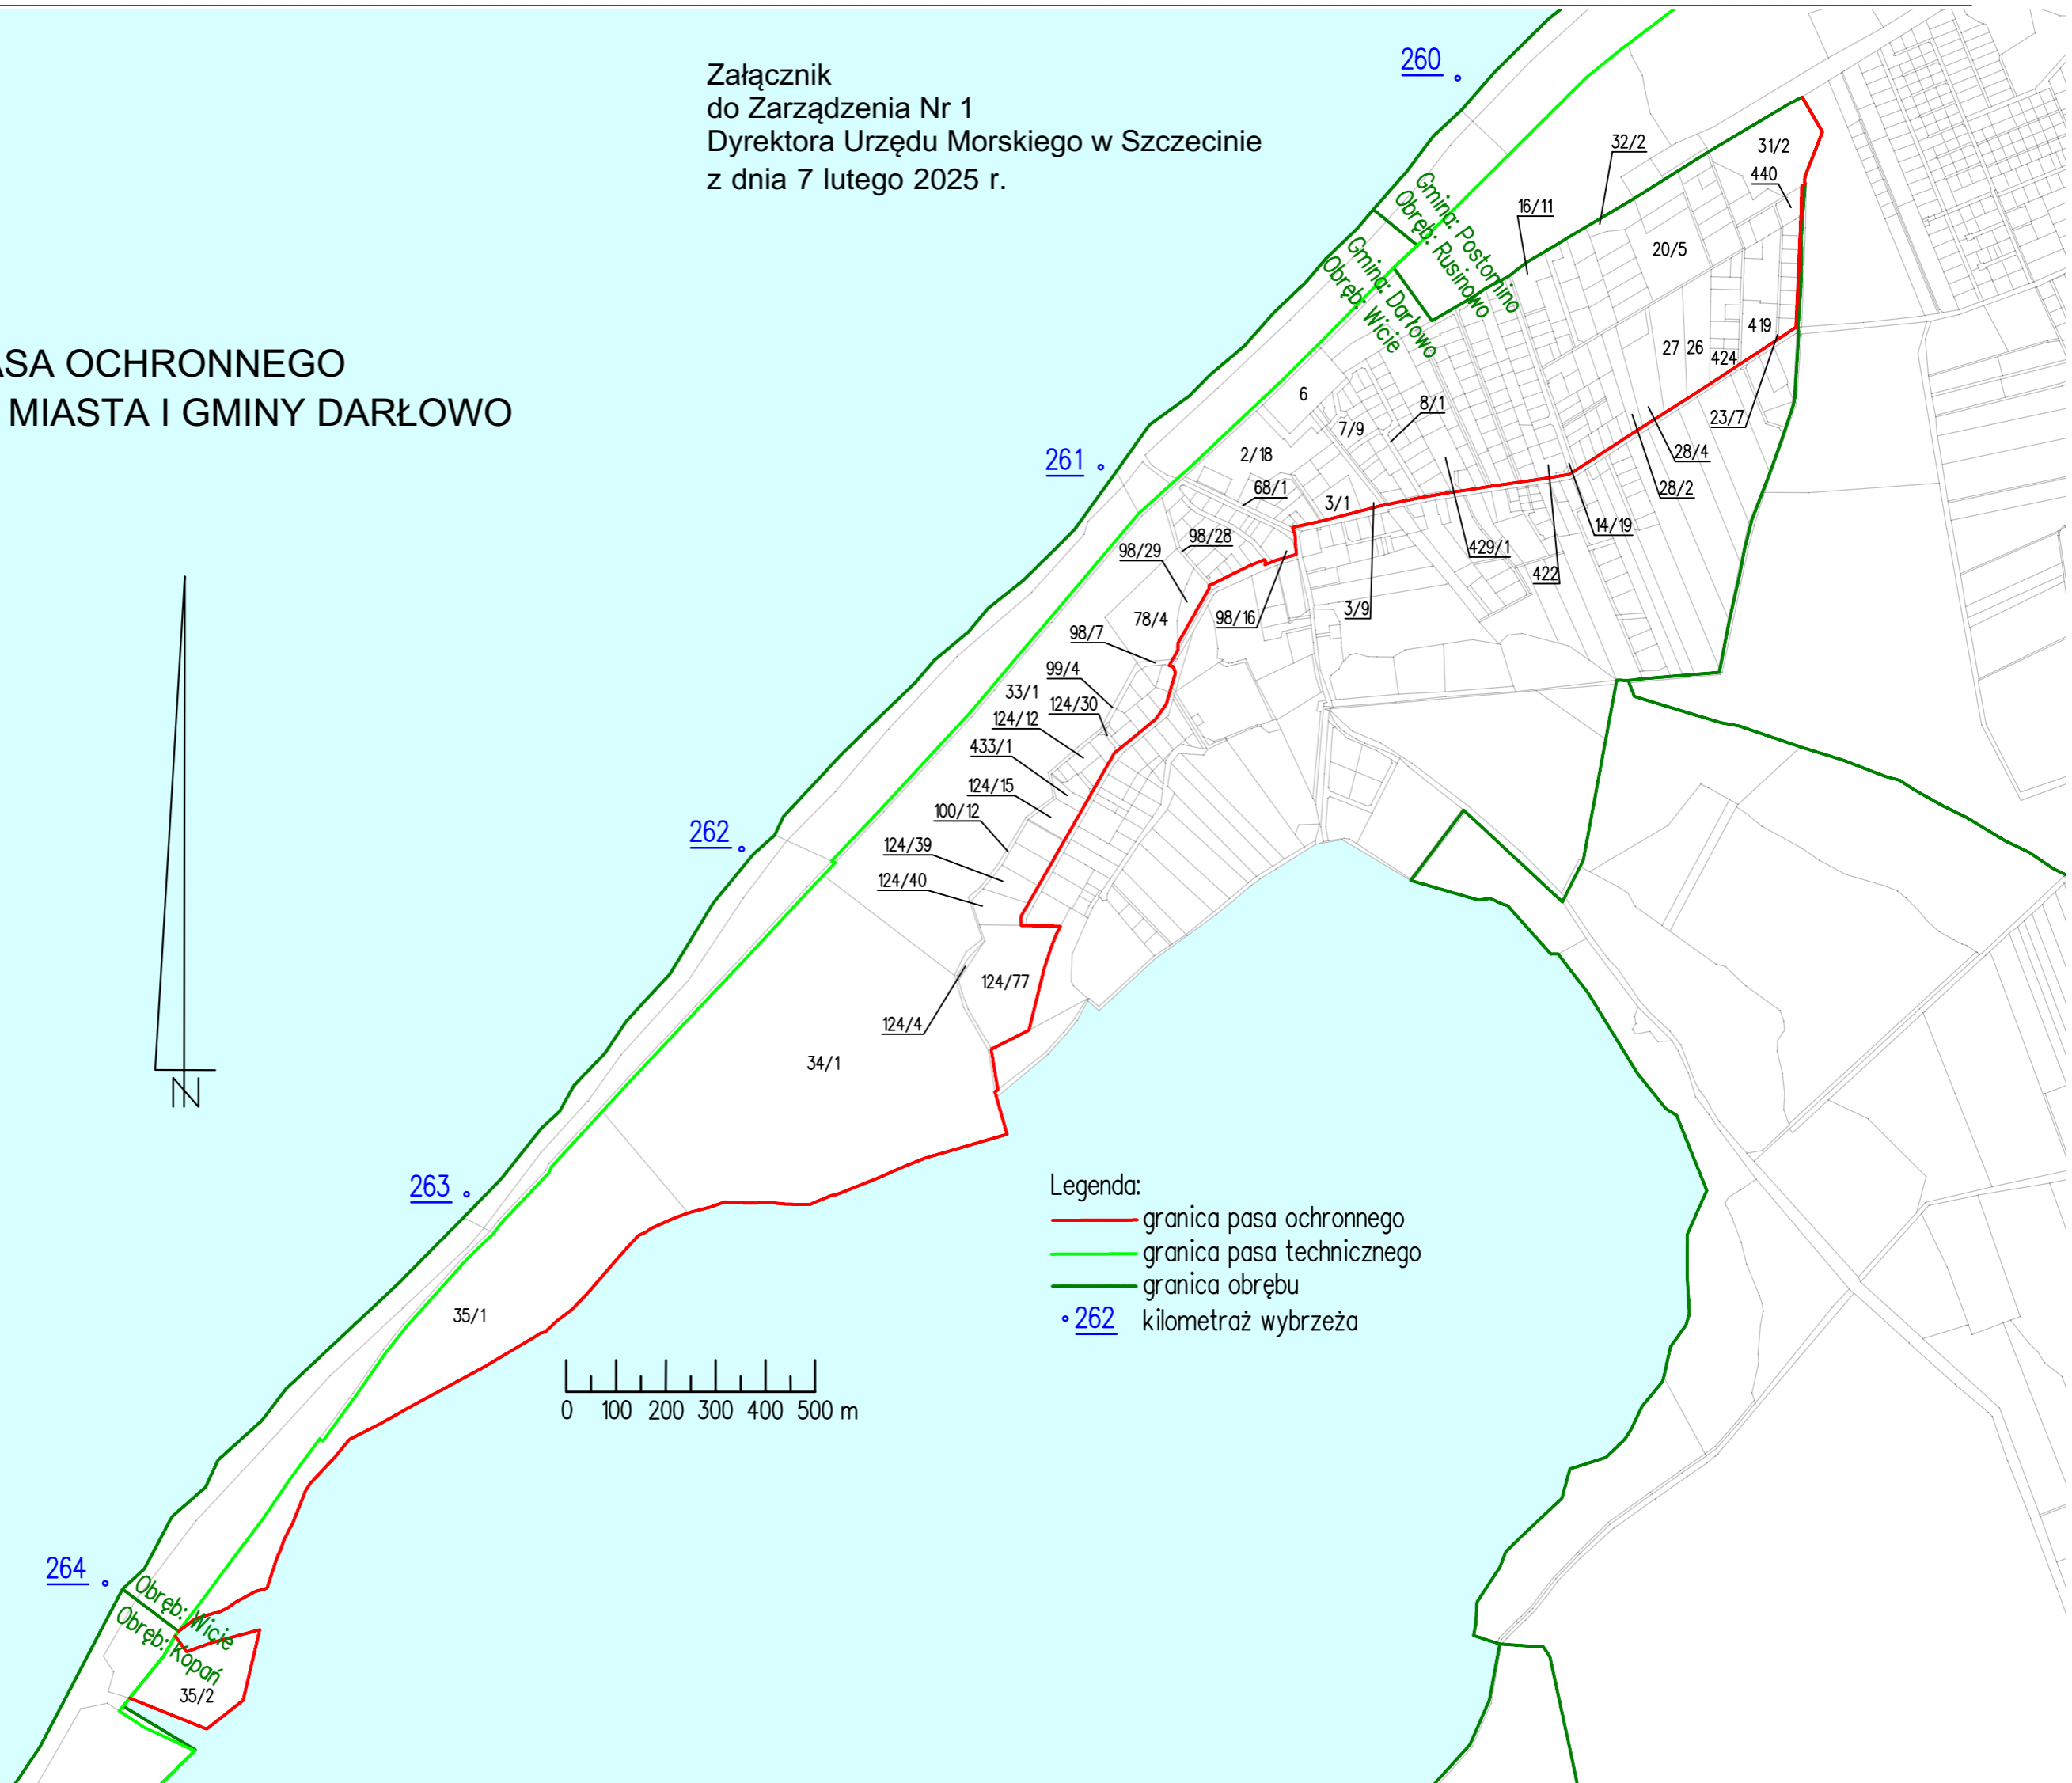 Załącznik
do Zarządzenia Nr 1
Dyrektora Urzędu Morskiego w Szczecinie
z dnia 7 lutego 2025 r.
ASA OCHRONNEGO
MIASTA I GMINY DARŁOWO
260
261
262
263
264
Gmina: Postomino
Obręb: Rusinowo
Gmina: Darłowo
Obręb: Wicie
32/2
31/2
440
16/11
20/5
419
27
26
424
23/7
6
8/1
7/9
2/18
28/4
28/2
68/1
3/1
14/19
98/28
98/29
429/1
422
3/9
98/16
78/4
98/7
99/4
33/1
124/30
124/12
433/1
124/15
100/12
124/39
124/40
124/77
124/4
34/1
35/1
N
Legenda:
granica pasa ochronnego
granica pasa technicznego
granica obrębu
262 kilometraż wybrzeża
0 100 200 300 400 500 m
Obręb: Wicie
Obręb: Kopań
35/2